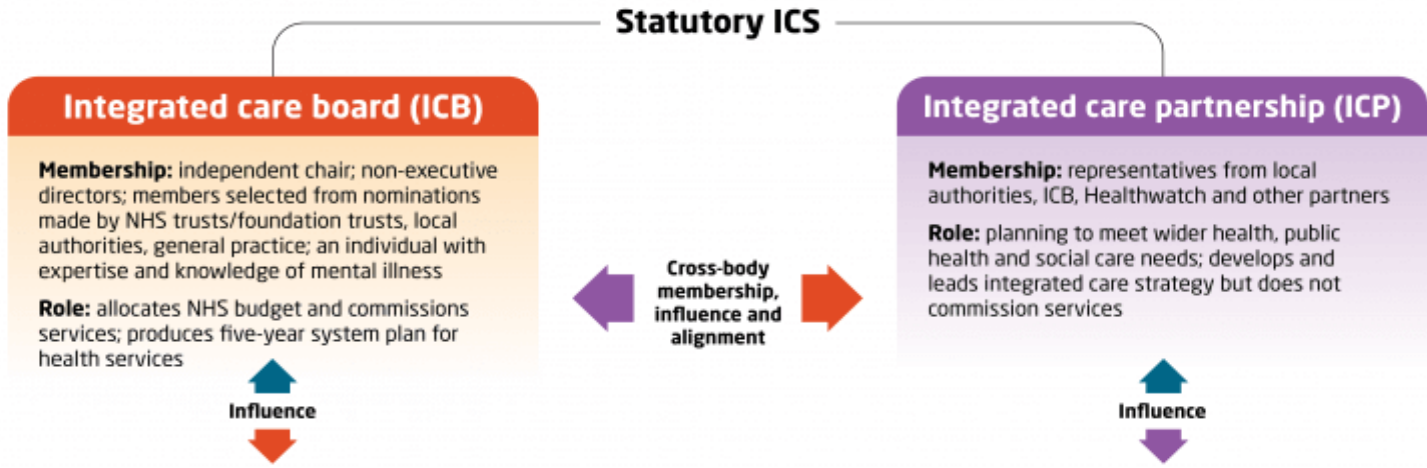 Statutory ICS
Integrated care board (ICB)
Membership: independent chair; non-executive
directors; members selected from nominations
made by NHS trusts/foundation trusts, local
authorities, general practice; an individual with
expertise and knowledge of mental illness
Role: allocates NHS budget and commissions
services; produces five-year system plan for
health services
Influence
Cross-body
membership,
influence and
alignment
Integrated care partnership (ICP)
Membership: representatives from local
authorities, ICB, Healthwatch and other partners
Role: planning to meet wider health, public
health and social care needs; develops and
leads integrated care strategy but does not
commission services
Influence